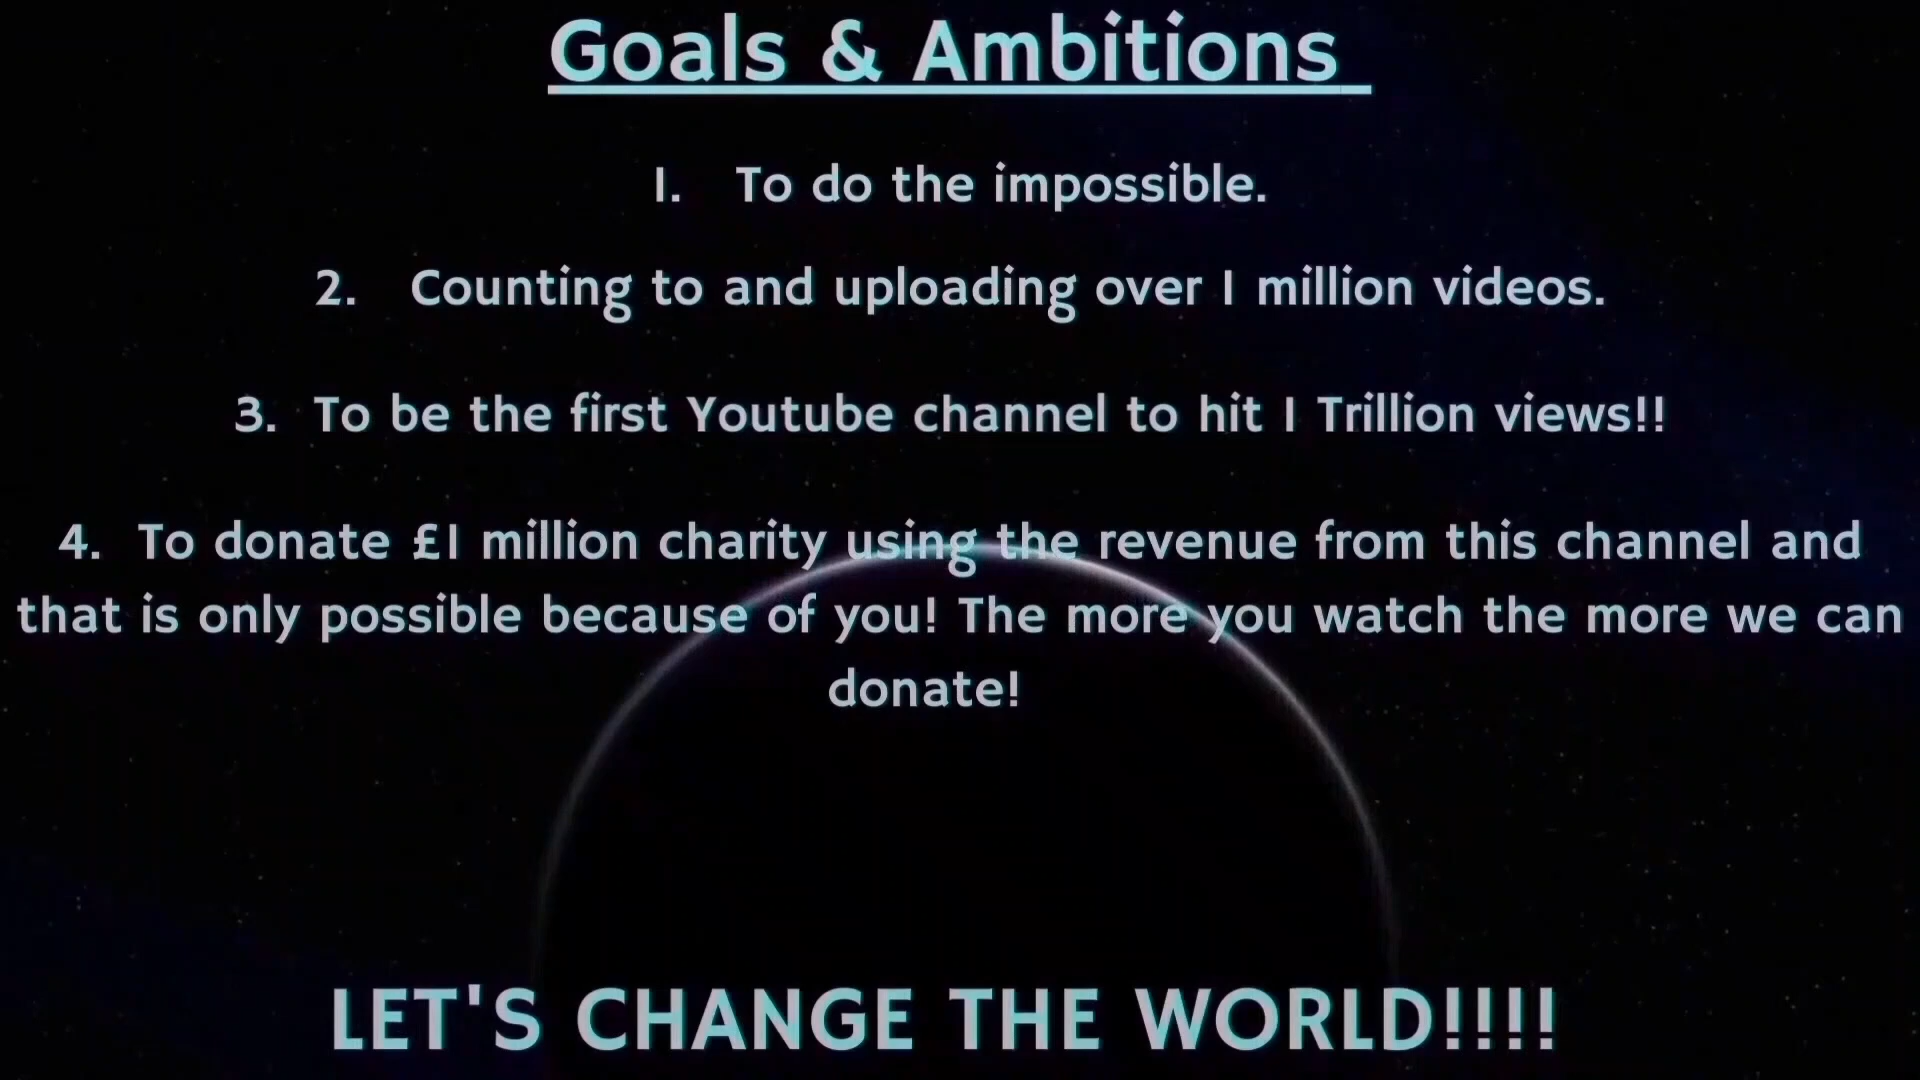 Goals & Ambitions
1. To do the impossible.
2. Counting to and uploading over 1 million videos.
3. To be the first Youtube channel to hit 1 Trillion views!!
4. To donate £1 million charity using the revenue from this channel and
that is only possible because of you! The more you watch the more we can
donate!
LET'S CHANGE THE WORLD!!!!